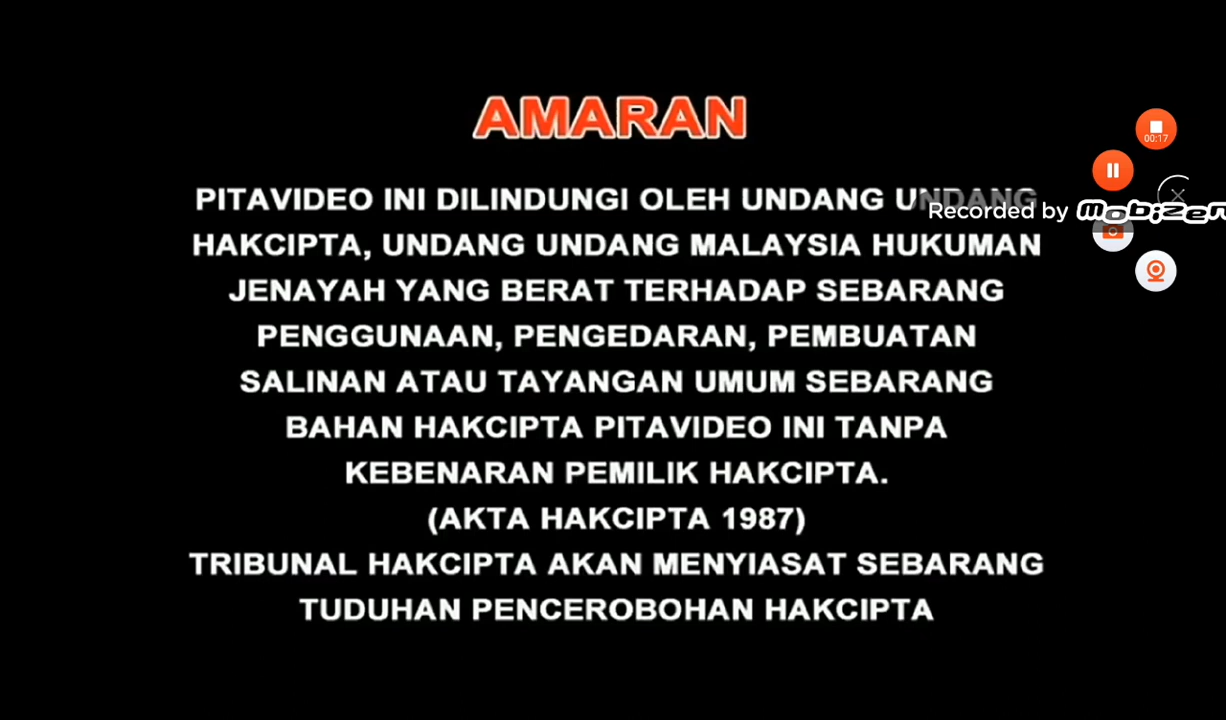 AMARAN
PITAVIDEO INI DILINDUNGI OLEH UNDANG UNDANG
HAKCIPTA, UNDANG UNDANG MALAYSIA HUKUMAN
JENAYAH YANG BERAT TERHADAP SEBARANG
PENGGUNAAN, PENGEDARAN, PEMBUATAN
SALINAN ATAU TAYANGAN UMUM SEBARANG
BAHAN HAKCIPTA PITAVIDEO INI TANPA
KEBENARAN PEMILIK HAKCIPTA.
(AKTA HAKCIPTA 1987)
TRIBUNAL HAKCIPTA AKAN MENYIASAT SEBARANG
TUDUHAN PENCEROBOHAN HAKCIPTA
00:17
Recorded by mobizen